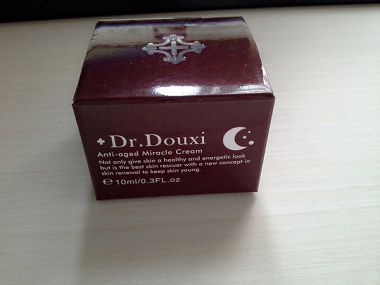 Dr.Douxi
Anti-aged Miracle Cream
Not only give skin a healthy and energetic look
but is the best skin rescuer with a new concept in
skin renewal to keep skin young.
℮ 10ml/0.3FL.oz